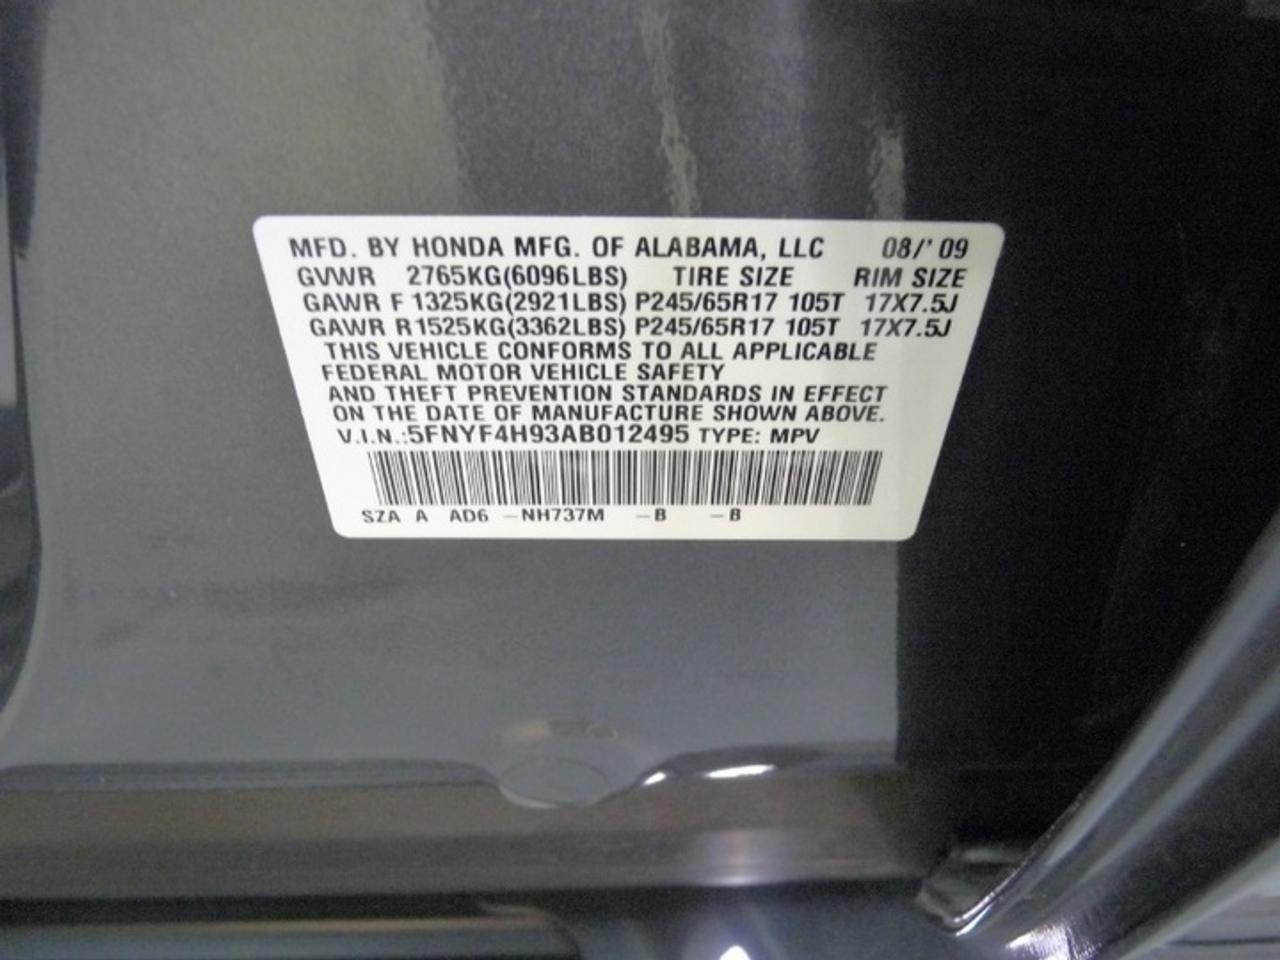 MFD. BY HONDA MFG. OF ALABAMA, LLC 08/' 09
GVWR 2765KG(6096LBS) TIRE SIZE RIM SIZE
GAWR F 1325KG(2921LBS) P245/65R17 105T 17X7.5J
GAWR R1525KG(3362LBS) P245/65R17 105T 17X7.5J
THIS VEHICLE CONFORMS TO ALL APPLICABLE
FEDERAL MOTOR VEHICLE SAFETY
AND THEFT PREVENTION STANDARDS IN EFFECT
ON THE DATE OF MANUFACTURE SHOWN ABOVE.
V.I.N.:5FNYF4H93AB012495 TYPE: MPV
SZA A AD6 -NH737M -B -B